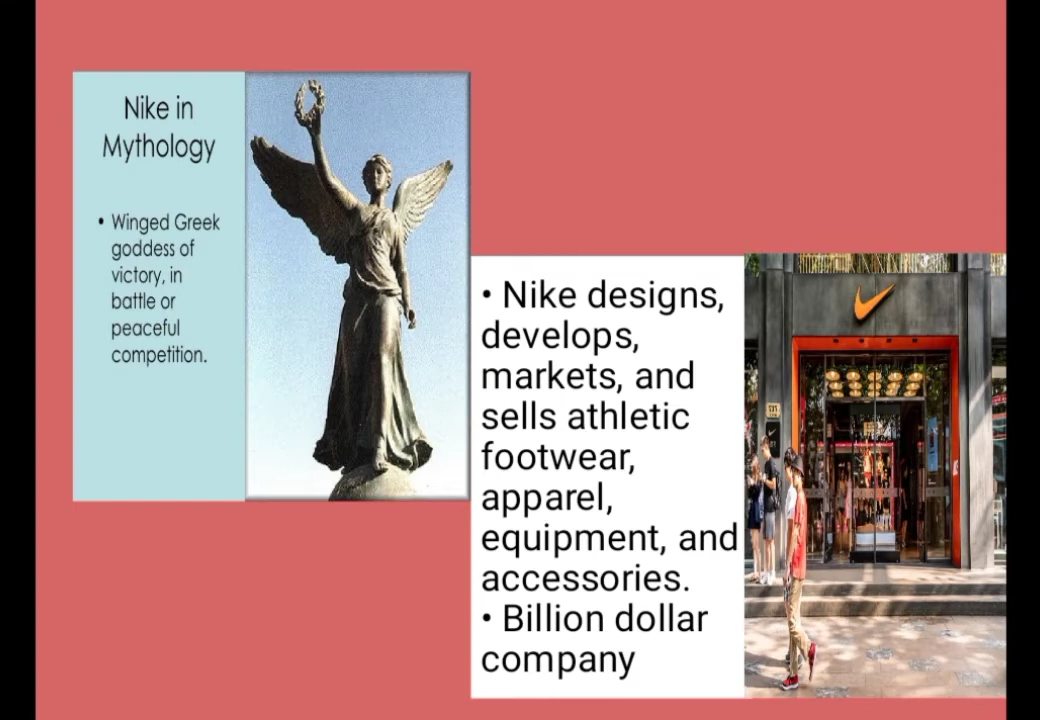 Nike in
Mythology
• Winged Greek
goddess of
victory, in
battle or
peaceful
competition.
• Nike designs,
develops,
markets, and
sells athletic
footwear,
apparel,
equipment, and
accessories.
• Billion dollar
company